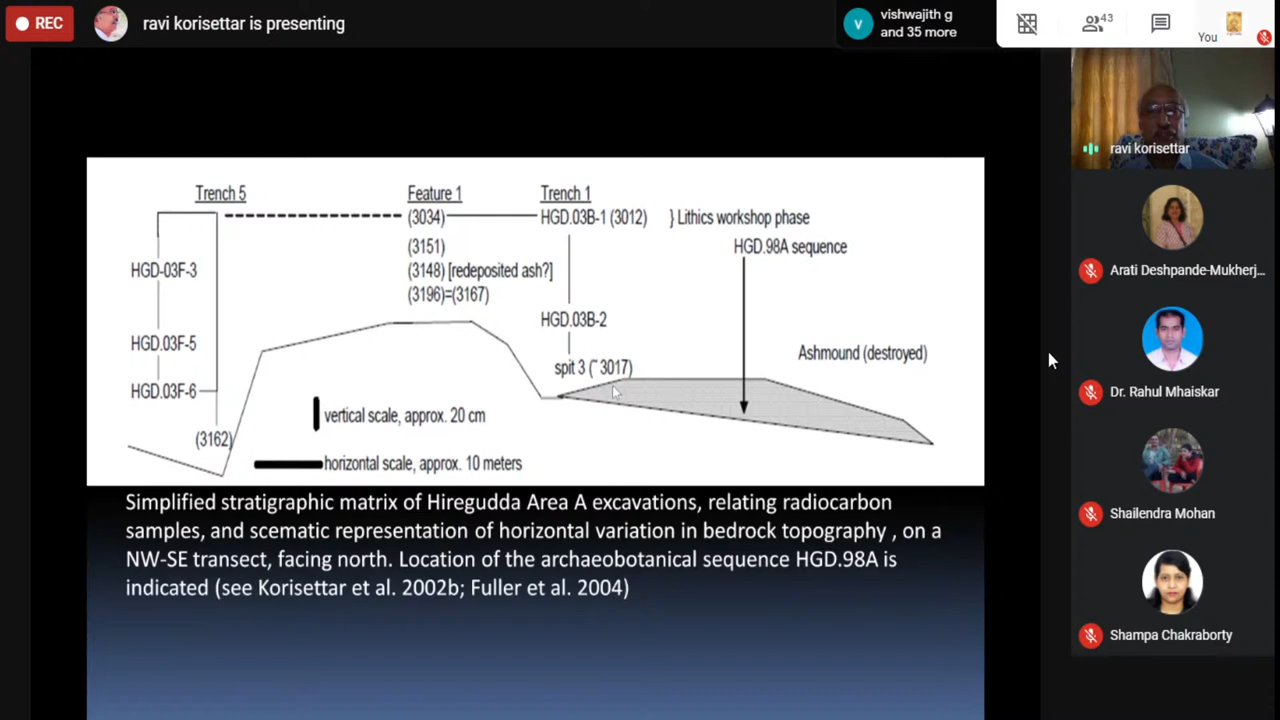 REC
ravi korisettar is presenting
v
vishwajith g
and 35 more
43
You
Trench 5
Feature 1
Trench 1
(3034)
HGD.03B-1 (3012)
} Lithics workshop phase
(3151)
HGD.98A sequence
HGD-03F-3
(3148) [redeposited ash?]
(3196)=(3167)
HGD.03B-2
HGD.03F-5
Ashmound (destroyed)
spit 3 (~3017)
HGD.03F-6
vertical scale, approx. 20 cm
(3162)
horizontal scale, approx. 10 meters
Simplified stratigraphic matrix of Hiregudda Area A excavations, relating radiocarbon
samples, and scematic representation of horizontal variation in bedrock topography , on a
NW-SE transect, facing north. Location of the archaeobotanical sequence HGD.98A is
indicated (see Korisettar et al. 2002b; Fuller et al. 2004)
ravi korisettar
Arati Deshpande-Mukherj...
Dr. Rahul Mhaiskar
Shailendra Mohan
Shampa Chakraborty